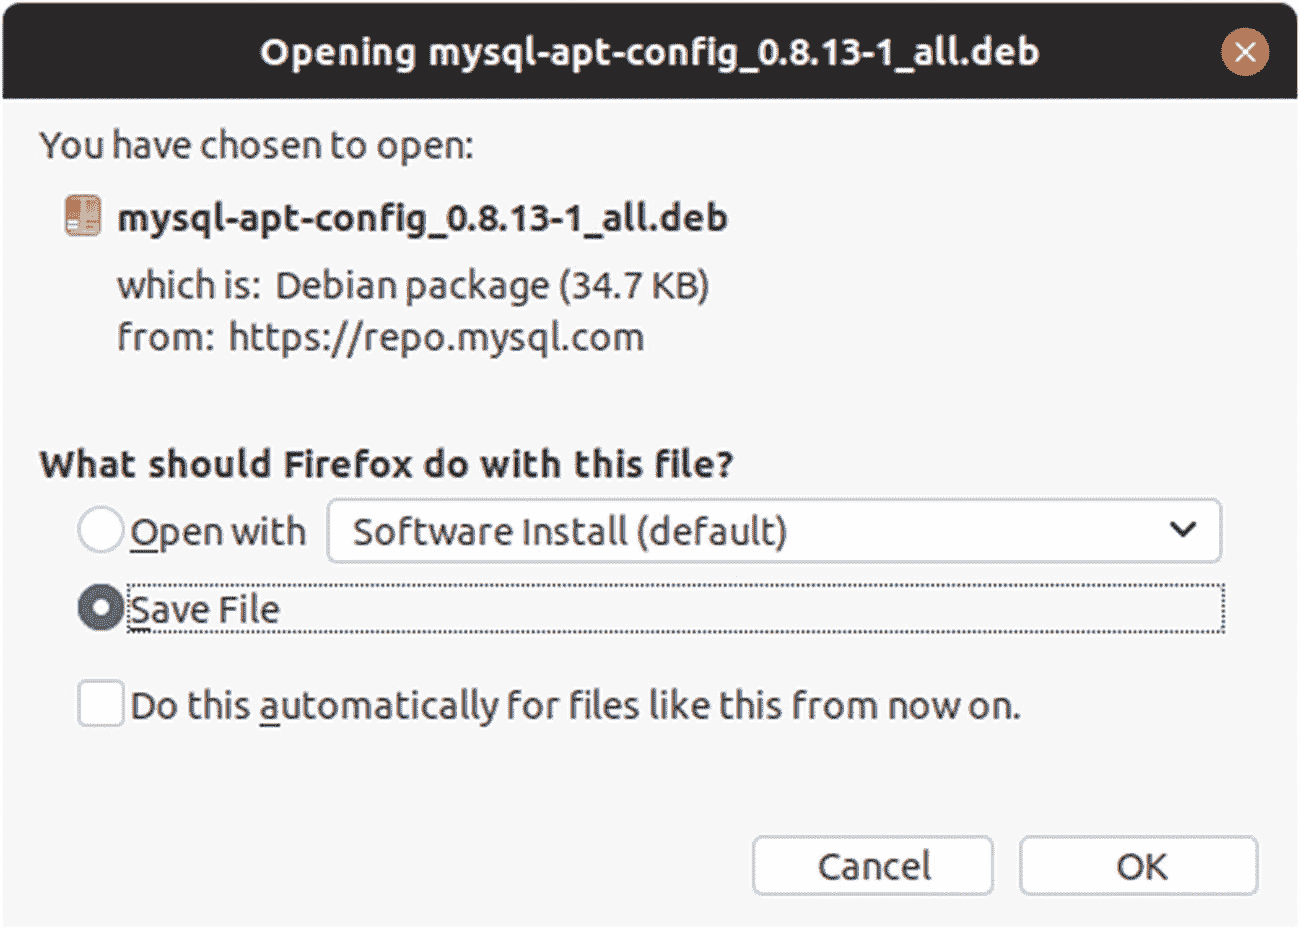 Opening mysql-apt-config_0.8.13-1_all.deb
You have chosen to open:
mysql-apt-config_0.8.13-1_all.deb
which is: Debian package (34.7 KB)
from: https://repo.mysql.com
What should Firefox do with this file?
Open with Software Install (default)
Save File
Do this automatically for files like this from now on.
Cancel OK